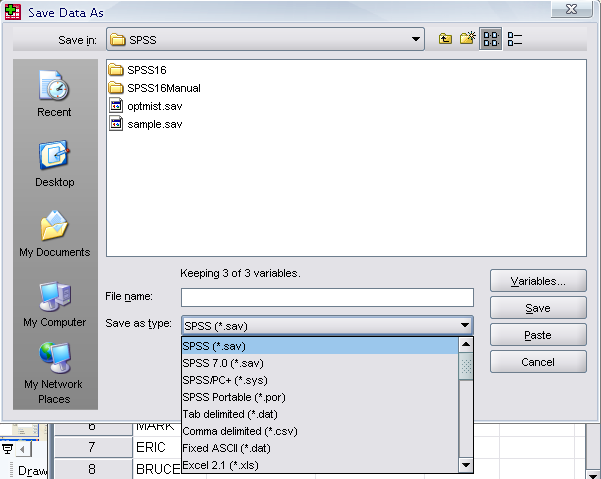 Save Data As
Save in: SPSS
Recent
Desktop
My Documents
My Computer
My Network Places
SPSS16
SPSS16Manual
optmist.sav
sample.sav
Keeping 3 of 3 variables.
File name:
Save as type: SPSS (*.sav)
SPSS (*.sav)
SPSS 7.0 (*.sav)
SPSS/PC+ (*.sys)
SPSS Portable (*.por)
Tab delimited (*.dat)
Comma delimited (*.csv)
Fixed ASCII (*.dat)
Excel 2.1 (*.xls)
Variables...
Save
Paste
Cancel
6 MARK
7 ERIC
8 BRUCE
Draw